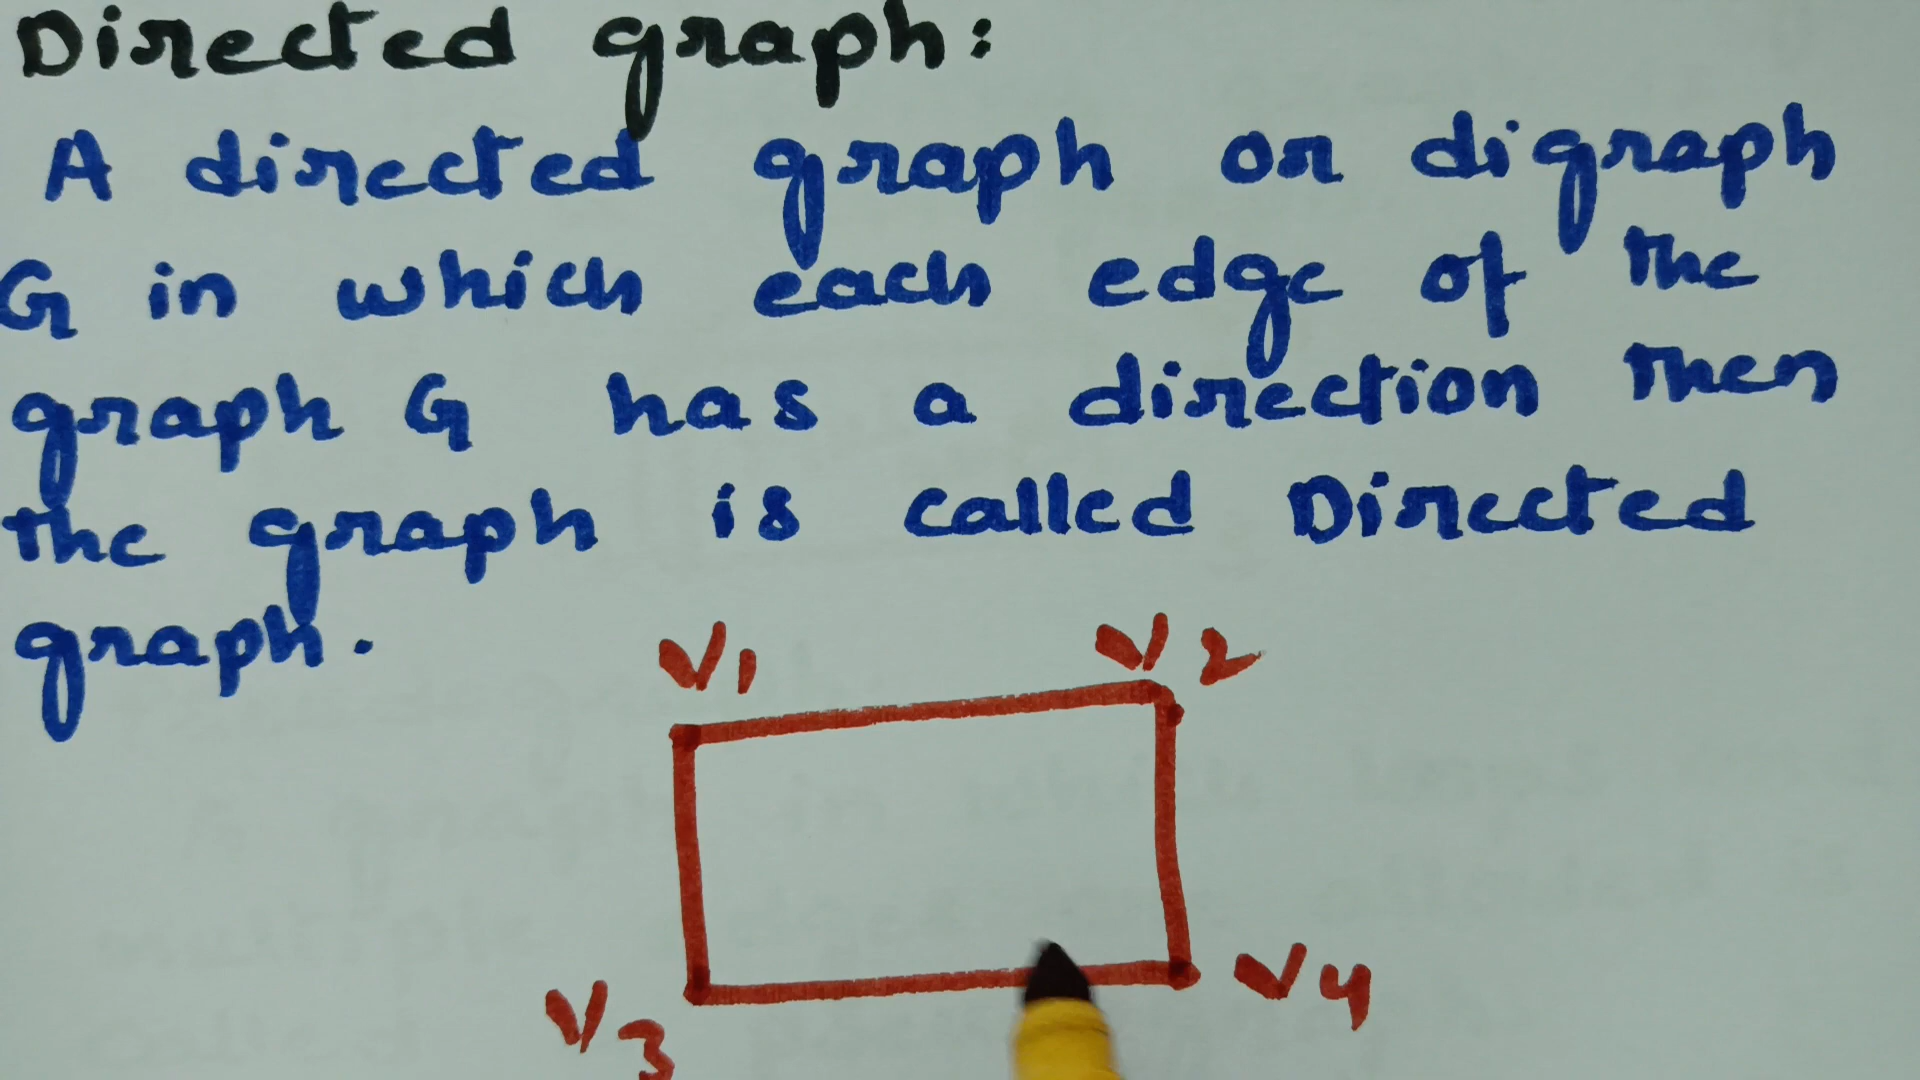 Directed graph:
A directed graph or digraph
G in which each edge of the
graph G has a direction then
the graph is called Directed
graph.
V1 V2
V3 V4